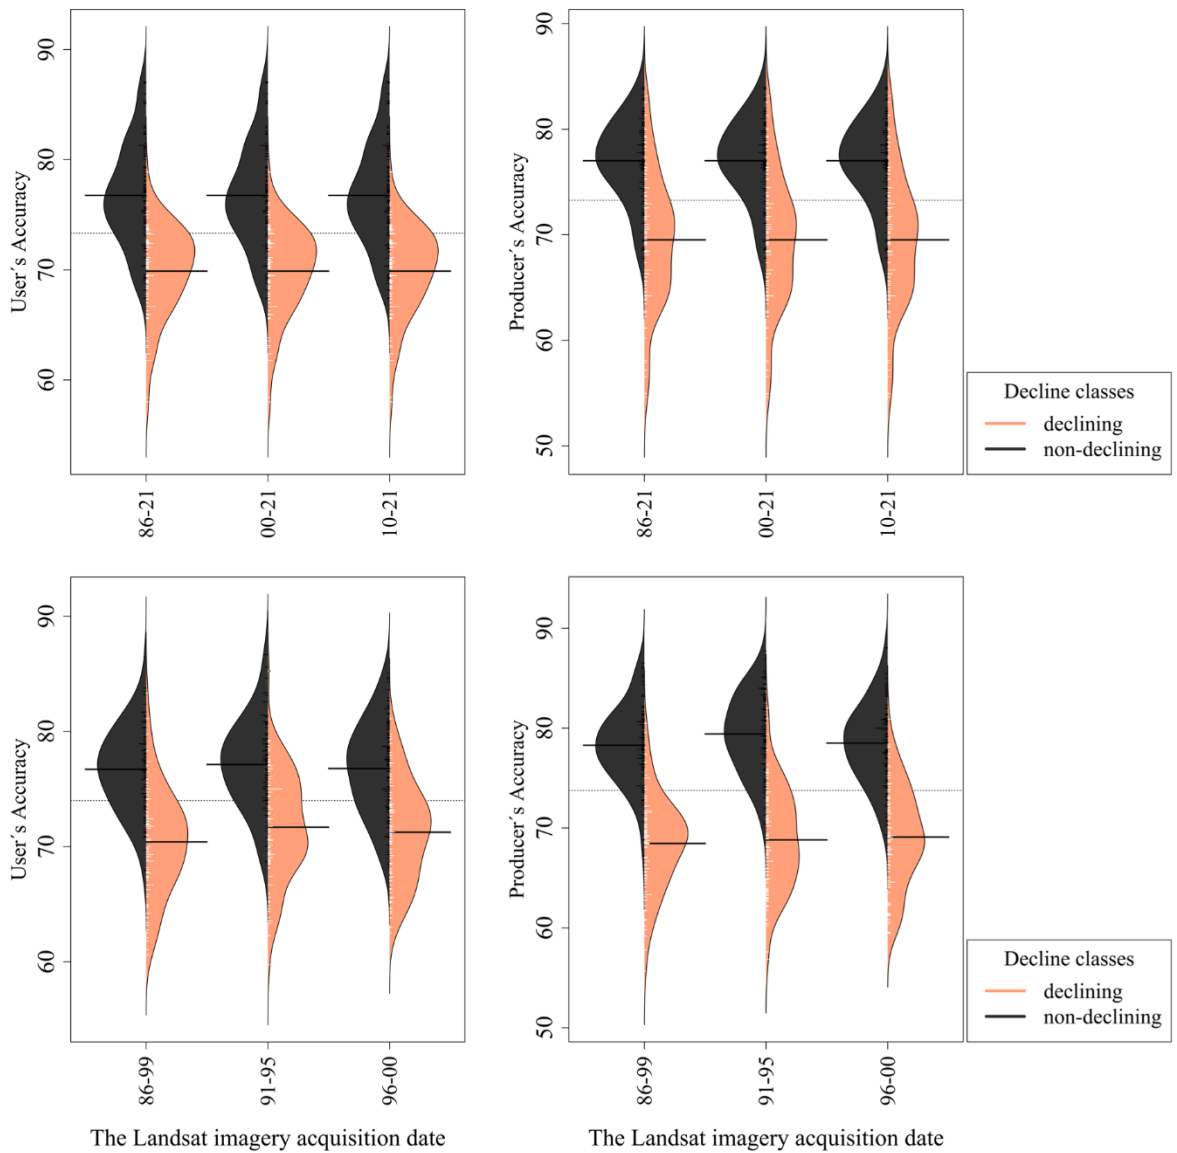 User´s Accuracy
90
80
70
60
86-21
00-21
10-21
Producer´s Accuracy
90
80
70
60
50
86-21
00-21
10-21
Decline classes
declining
non-declining
User´s Accuracy
90
80
70
60
86-99
91-95
96-00
The Landsat imagery acquisition date
Producer´s Accuracy
90
80
70
60
50
86-99
91-95
96-00
The Landsat imagery acquisition date
Decline classes
declining
non-declining